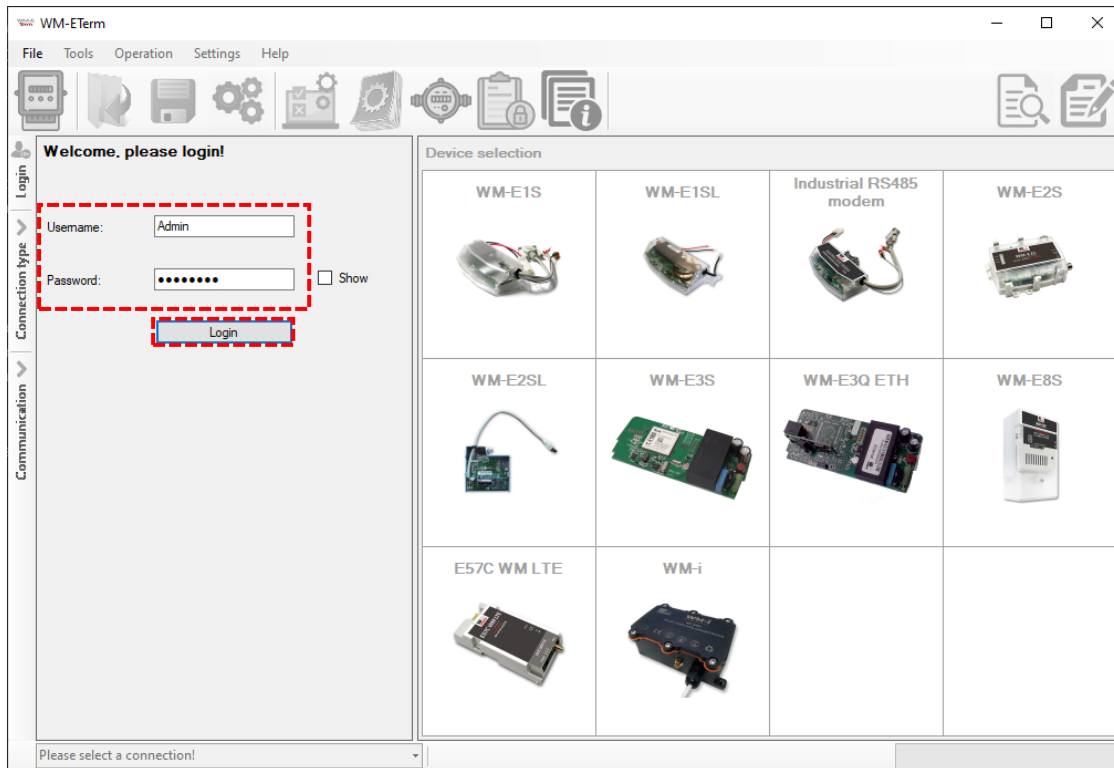 WM-ETerm
File Tools Operation Settings Help
Login
Connection type
Communication
Welcome, please login!
Username: Admin
Password: ●●●●●●●●
Show
Login
Device selection
WM-E1S
WM-E1SL
Industrial RS485
modem
WM-E2S
WM-E2SL
WM-E3S
WM-E3Q ETH
WM-E8S
E57C WM LTE
WM-i
Please select a connection!